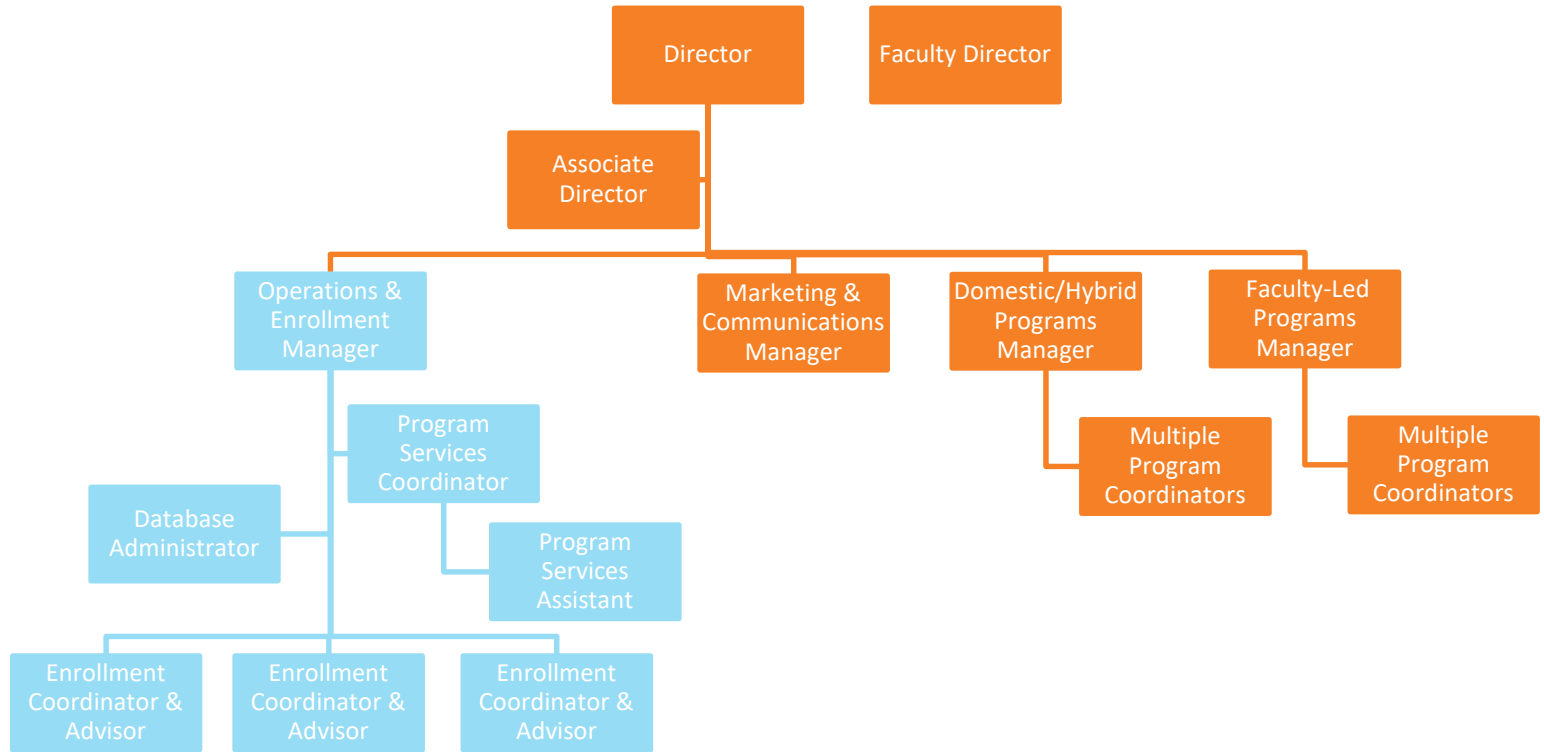 Director
Faculty Director
Associate
Director
Operations &
Enrollment
Manager
Marketing &
Communications
Manager
Domestic/Hybrid
Programs
Manager
Faculty-Led
Programs
Manager
Program
Services
Coordinator
Multiple
Program
Coordinators
Multiple
Program
Coordinators
Database
Administrator
Program
Services
Assistant
Enrollment
Coordinator &
Advisor
Enrollment
Coordinator &
Advisor
Enrollment
Coordinator &
Advisor